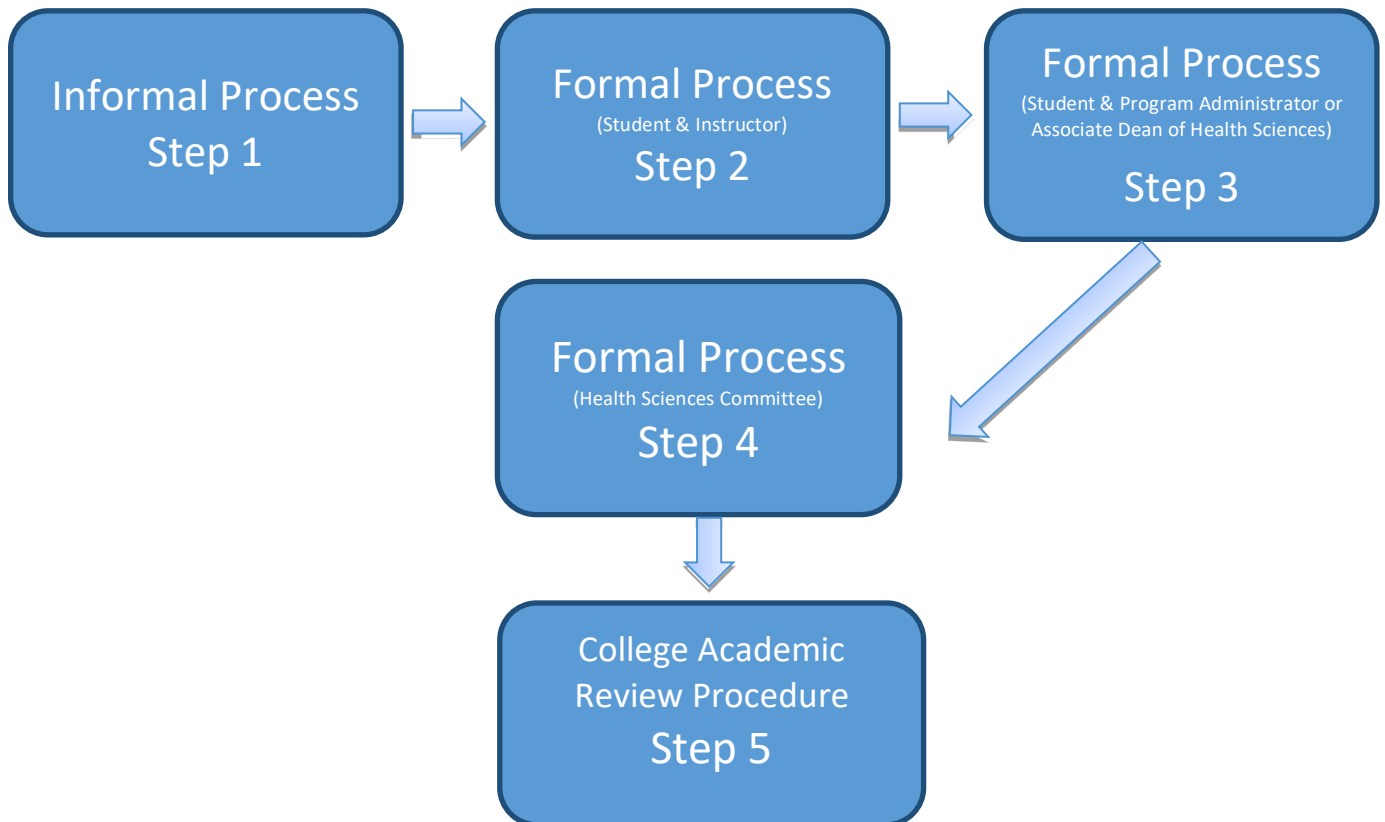 Informal Process
Step 1
Formal Process
(Student & Instructor)
Step 2
Formal Process
(Student & Program Administrator or
Associate Dean of Health Sciences)
Step 3
Formal Process
(Health Sciences Committee)
Step 4
College Academic
Review Procedure
Step 5